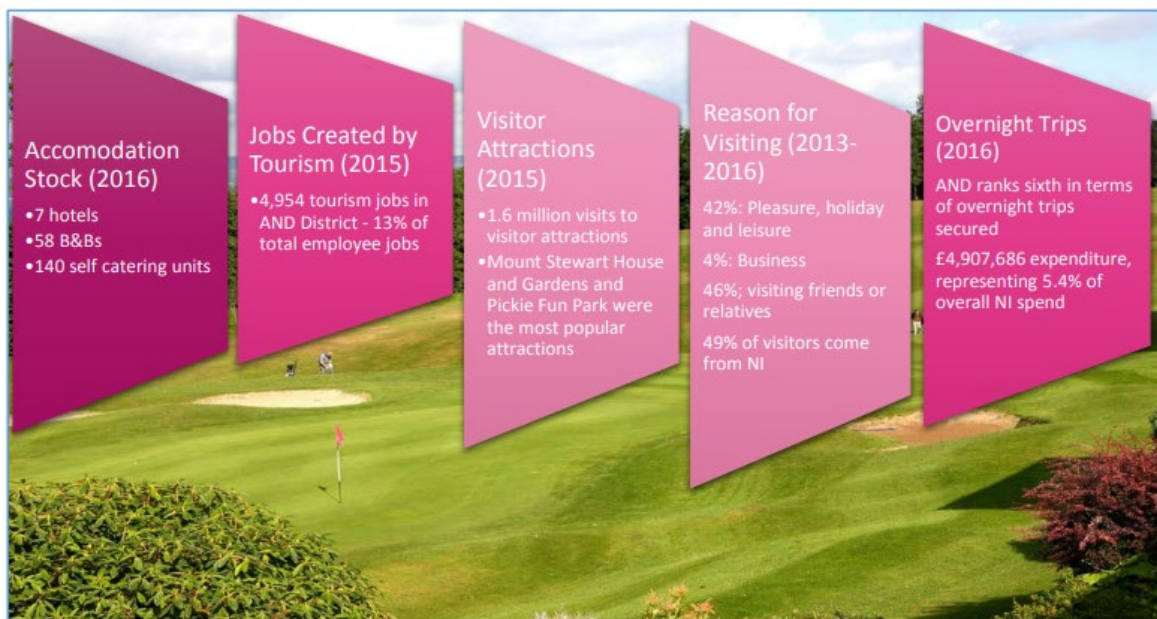 Accomodation
Stock (2016)
•7 hotels
•58 B&Bs
•140 self catering units
Jobs Created by
Tourism (2015)
•4,954 tourism jobs in
AND District - 13% of
total employee jobs
Visitor
Attractions
(2015)
•1.6 million visits to
visitor attractions
•Mount Stewart House
and Gardens and
Pickie Fun Park were
the most popular
attractions
Reason for
Visiting (2013-
2016)
42%: Pleasure, holiday
and leisure
4%: Business
46%; visiting friends or
relatives
49% of visitors come
from NI
Overnight Trips
(2016)
AND ranks sixth in terms
of overnight trips
secured
£4,907,686 expenditure,
representing 5.4% of
overall NI spend